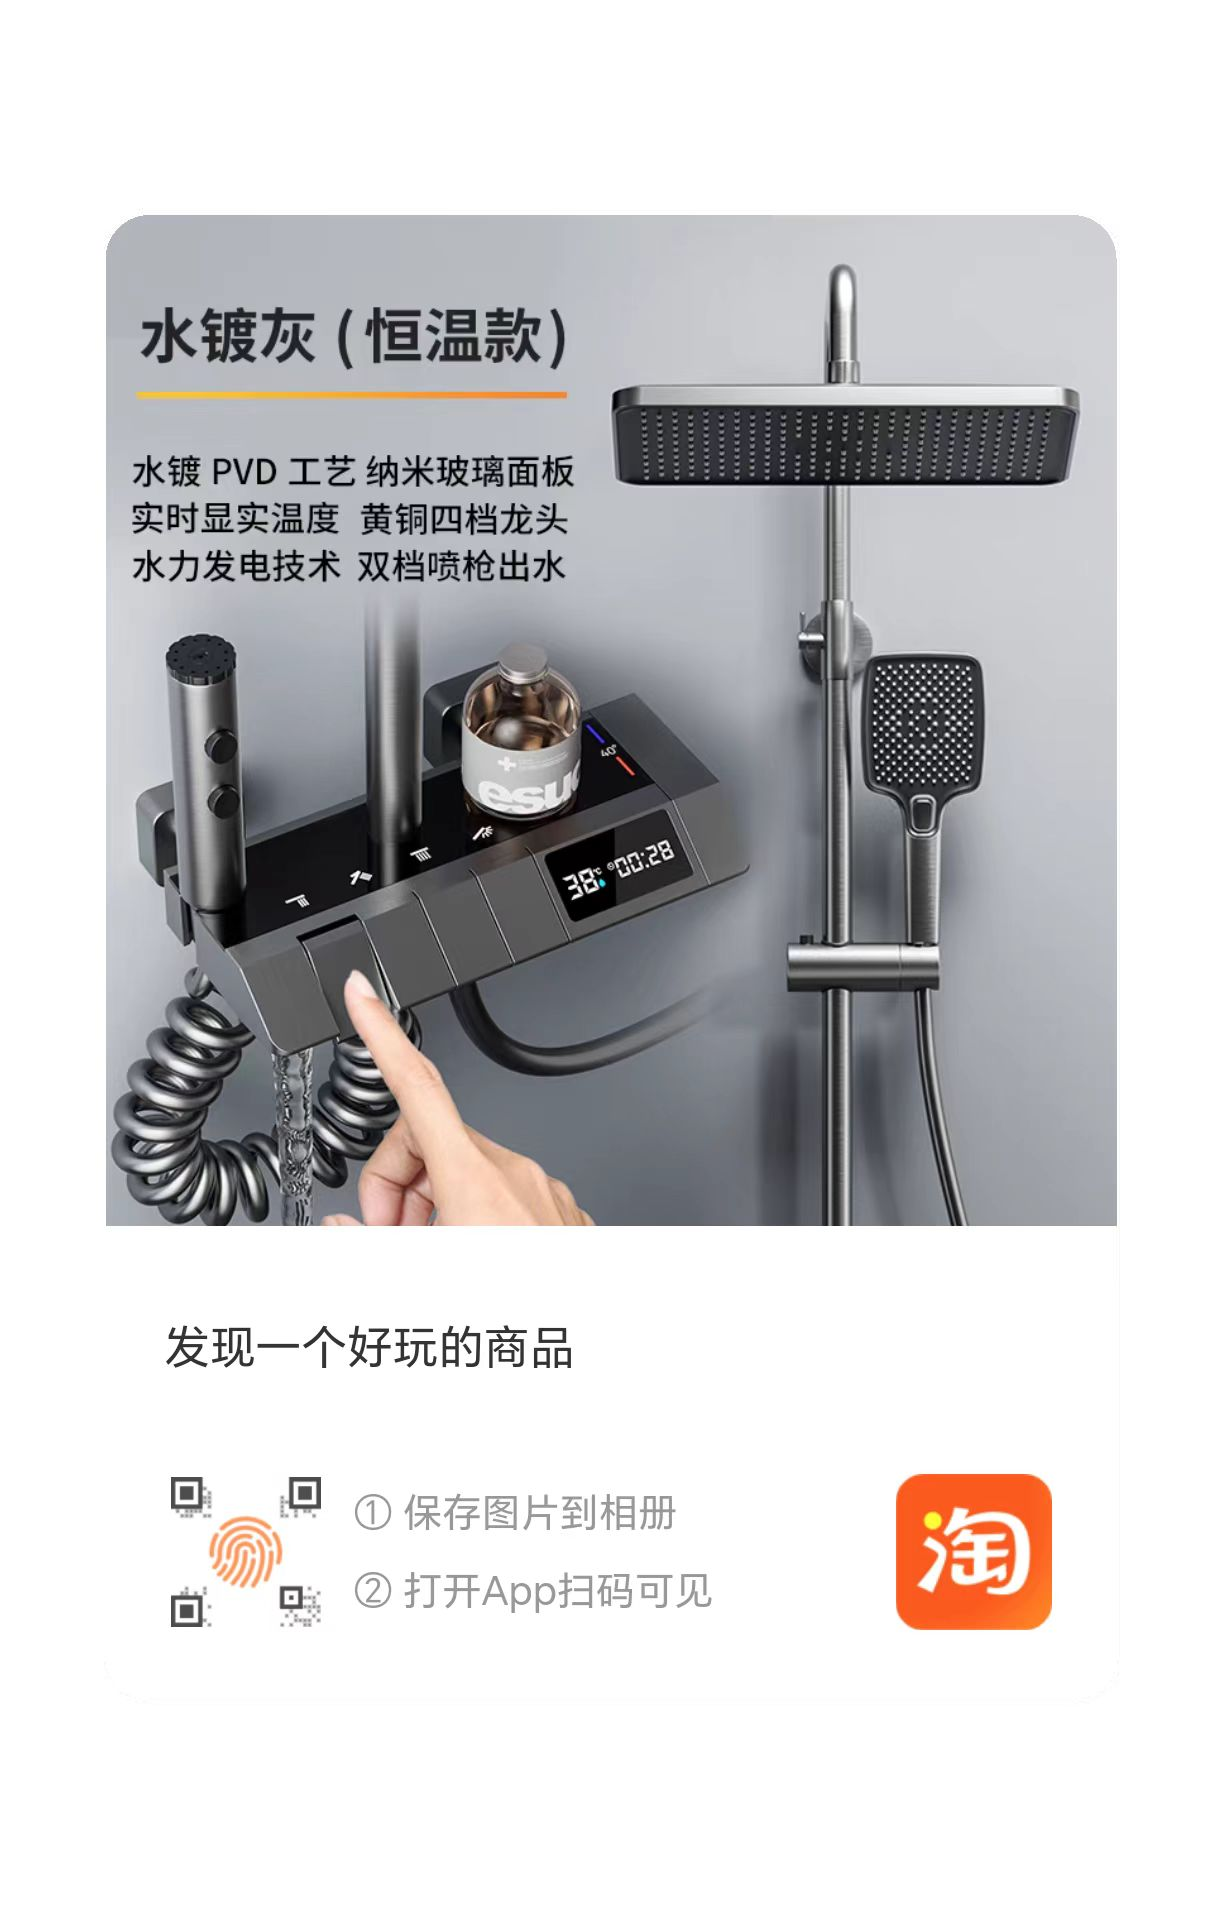 水镀灰(恒温款)
水镀 PVD 工艺 纳米玻璃面板
实时显实温度 黄铜四档龙头
水力发电技术 双档喷枪出水
40°
esuc
38℃ 00:28
发现一个好玩的商品
① 保存图片到相册
② 打开App扫码可见
淘